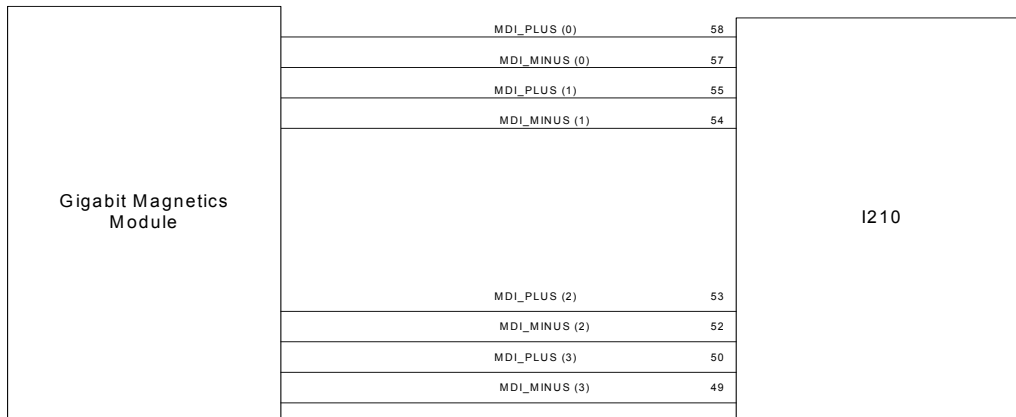 MDI_PLUS (0) 58
MDI_MINUS (0) 57
MDI_PLUS (1) 55
MDI_MINUS (1) 54
Gigabit Magnetics
Module
I210
MDI_PLUS (2) 53
MDI_MINUS (2) 52
MDI_PLUS (3) 50
MDI_MINUS (3) 49